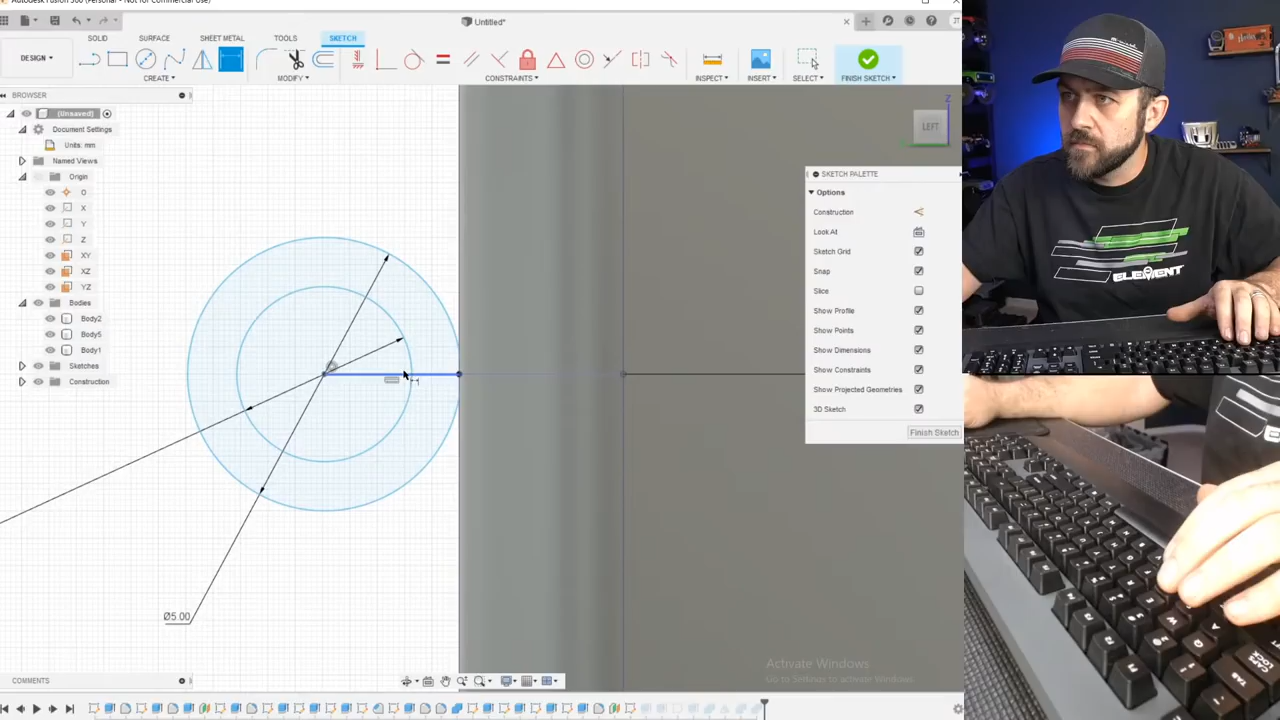 Autodesk Fusion 360 (Personal - Not for Commercial Use)
Untitled*
SOLID SURFACE SHEET METAL TOOLS SKETCH
DESIGN
CREATE MODIFY CONSTRAINTS INSPECT INSERT SELECT FINISH SKETCH
BROWSER
(Unsaved)
Document Settings
Units: mm
Named Views
Origin
O
X
Y
Z
XY
XZ
YZ
Bodies
Body2
Body5
Body1
Sketches
Construction
Z
LEFT
SKETCH PALETTE
Options
Construction
Look At
Sketch Grid
Snap
Slice
Show Profile
Show Points
Show Dimensions
Show Constraints
Show Projected Geometries
3D Sketch
Finish Sketch
Ø5.00
Activate Windows
Go to Settings to activate Windows.
COMMENTS
ELEMENT